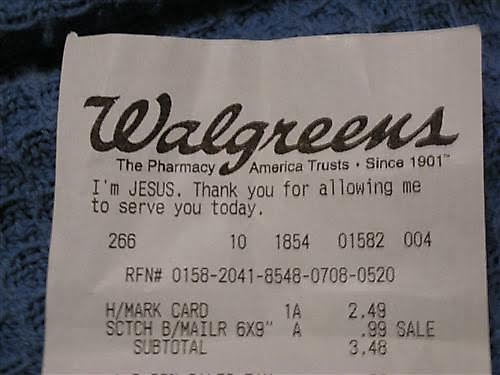 Walgreens
The Pharmacy America Trusts • Since 1901™
I'm JESUS. Thank you for allowing me
to serve you today.
266 10 1854 01582 004
RFN# 0158-2041-8548-0708-0520
H/MARK CARD 1A 2.49
SCTCH B/MAILR 6X9" A .99 SALE
SUBTOTAL 3.48